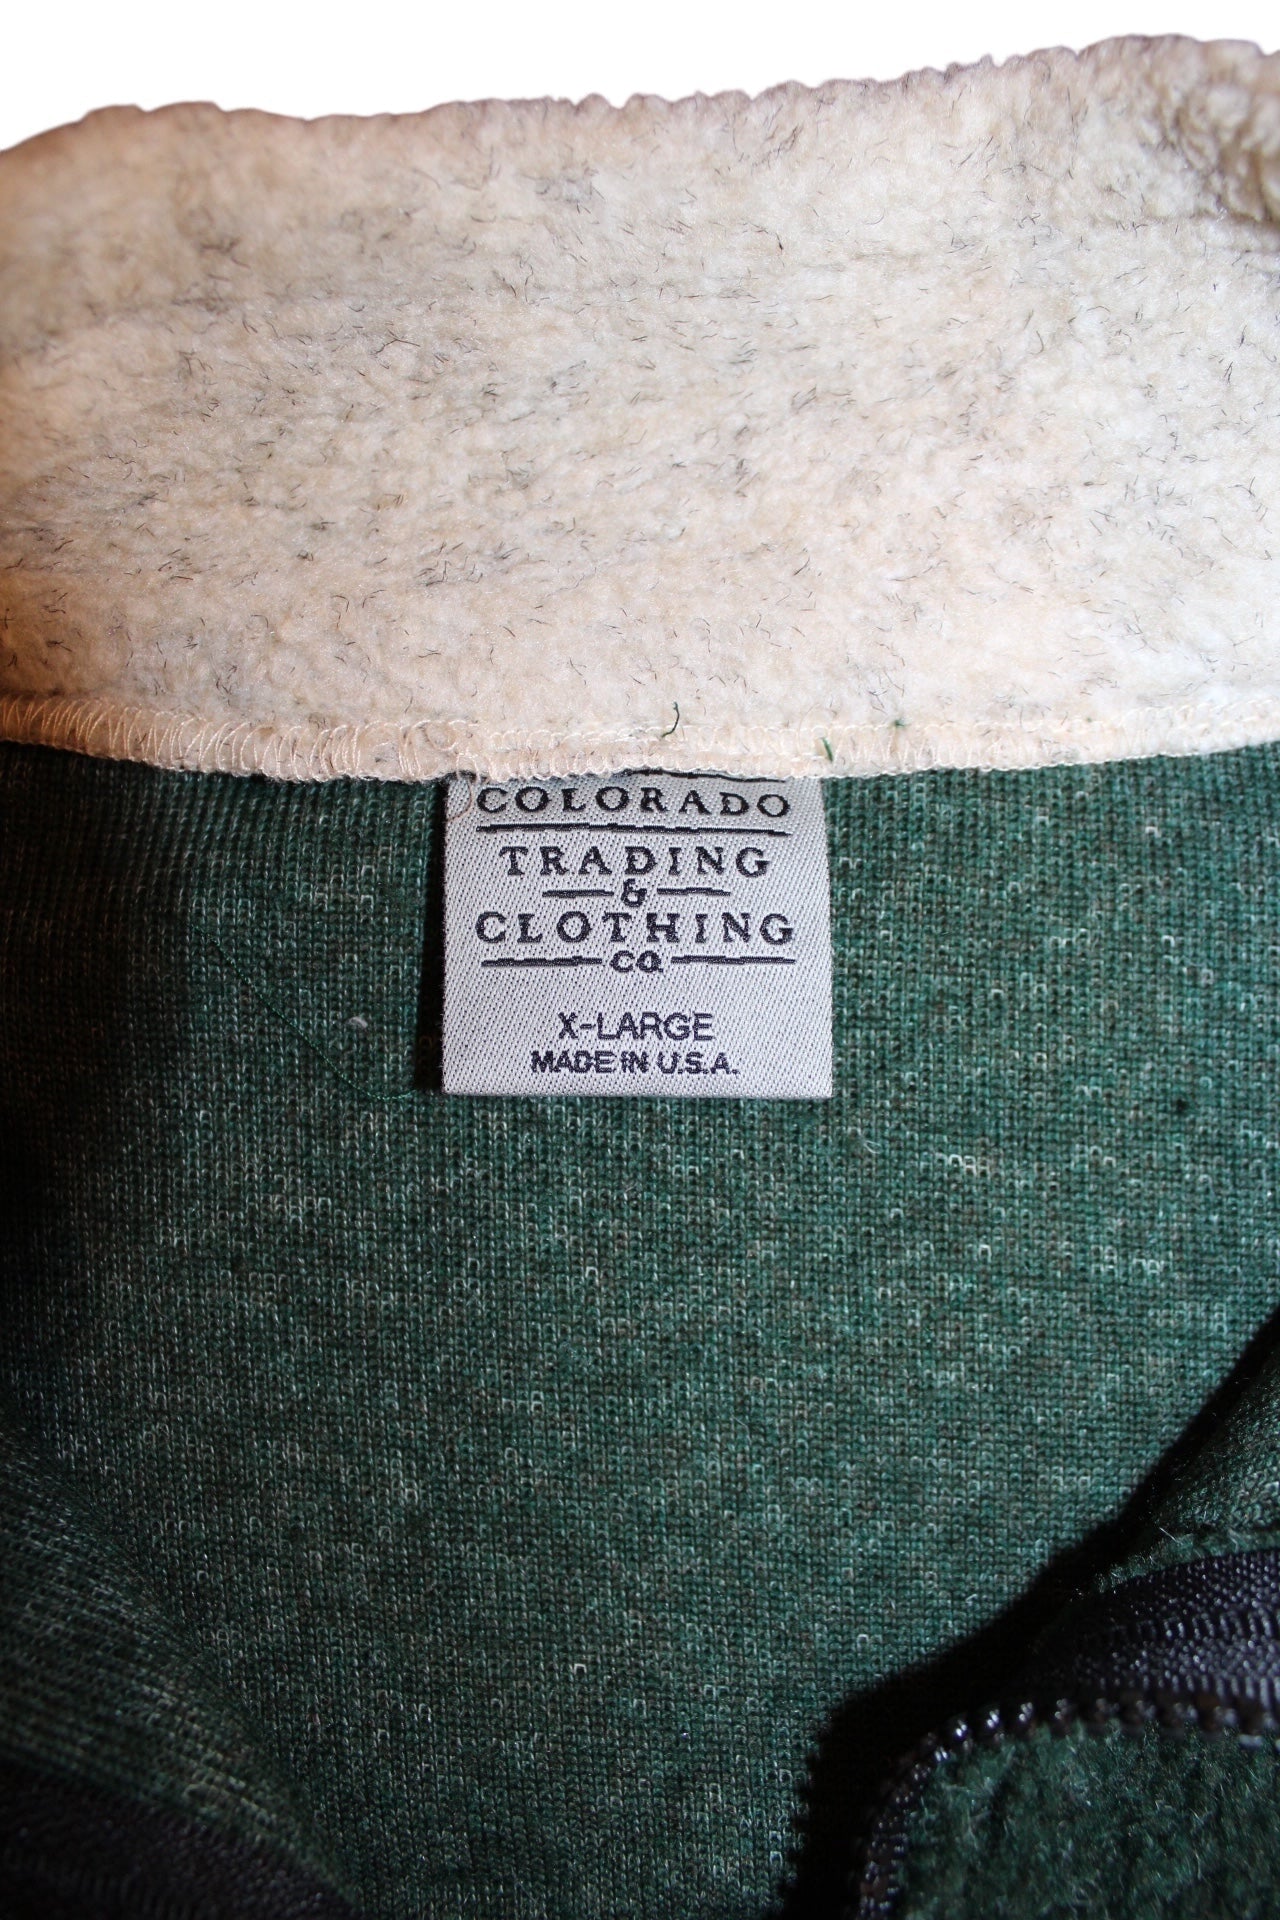 COLORADO
TRADING
&
CLOTHING
CO.
X-LARGE
MADE IN U.S.A.